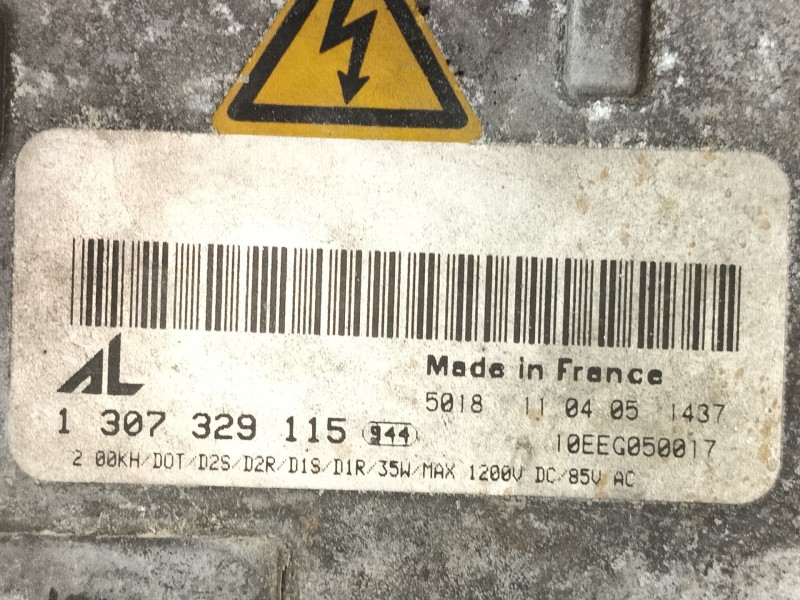 AL
Made in France
5018 11 04 05 1437
1 307 329 115 944
A 10EEG050017
2 00KH/DOT/D2S/D2R/D1S/D1R/35W/MAX 1200V DC/85V AC